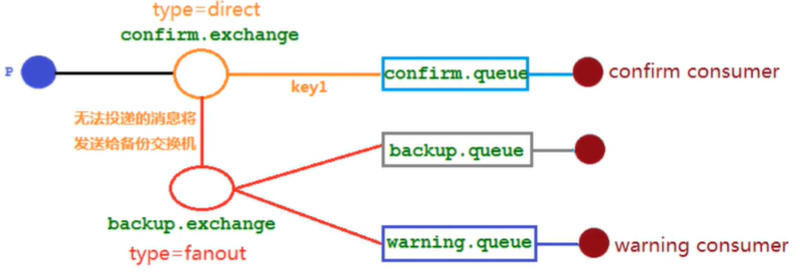 type=direct
confirm.exchange
P
confirm.queue
confirm consumer
key1
无法投递的消息将
发送给备份交换机
backup.queue
backup.exchange
type=fanout
warning.queue
warning consumer